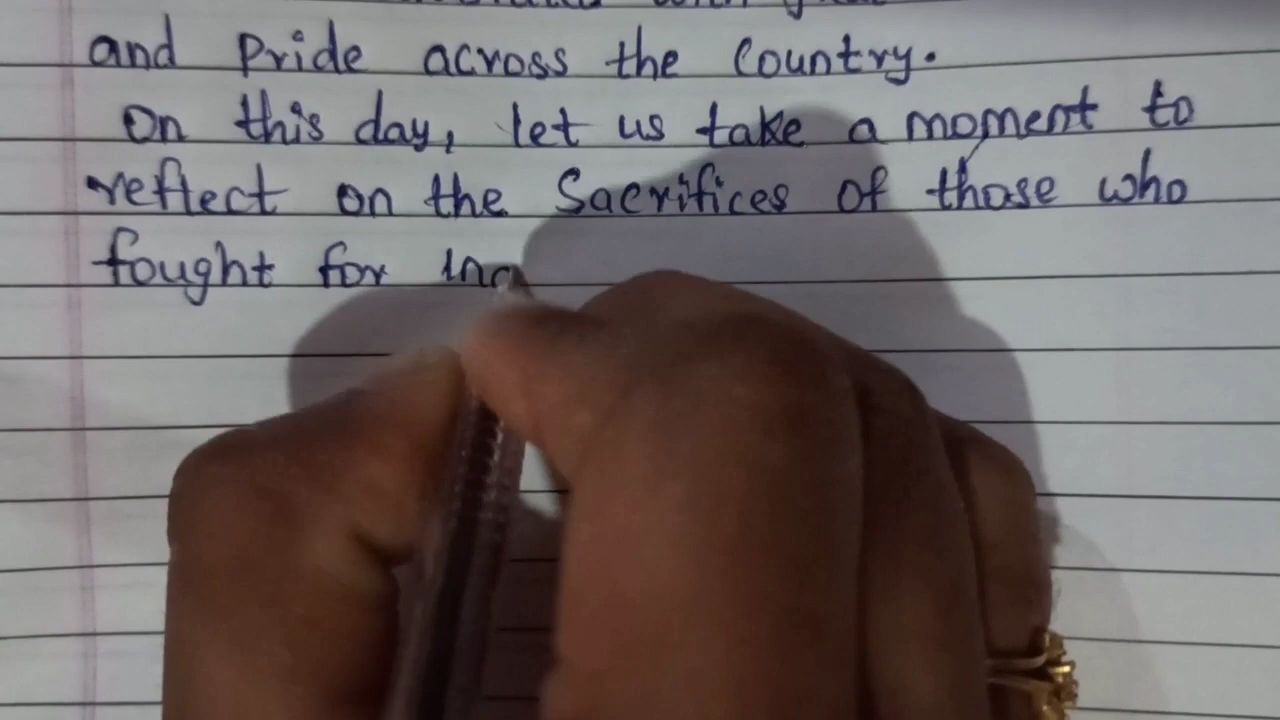 and Pride across the Country.
On this day, let us take a moment to
reflect on the Sacrifices of those who
fought for